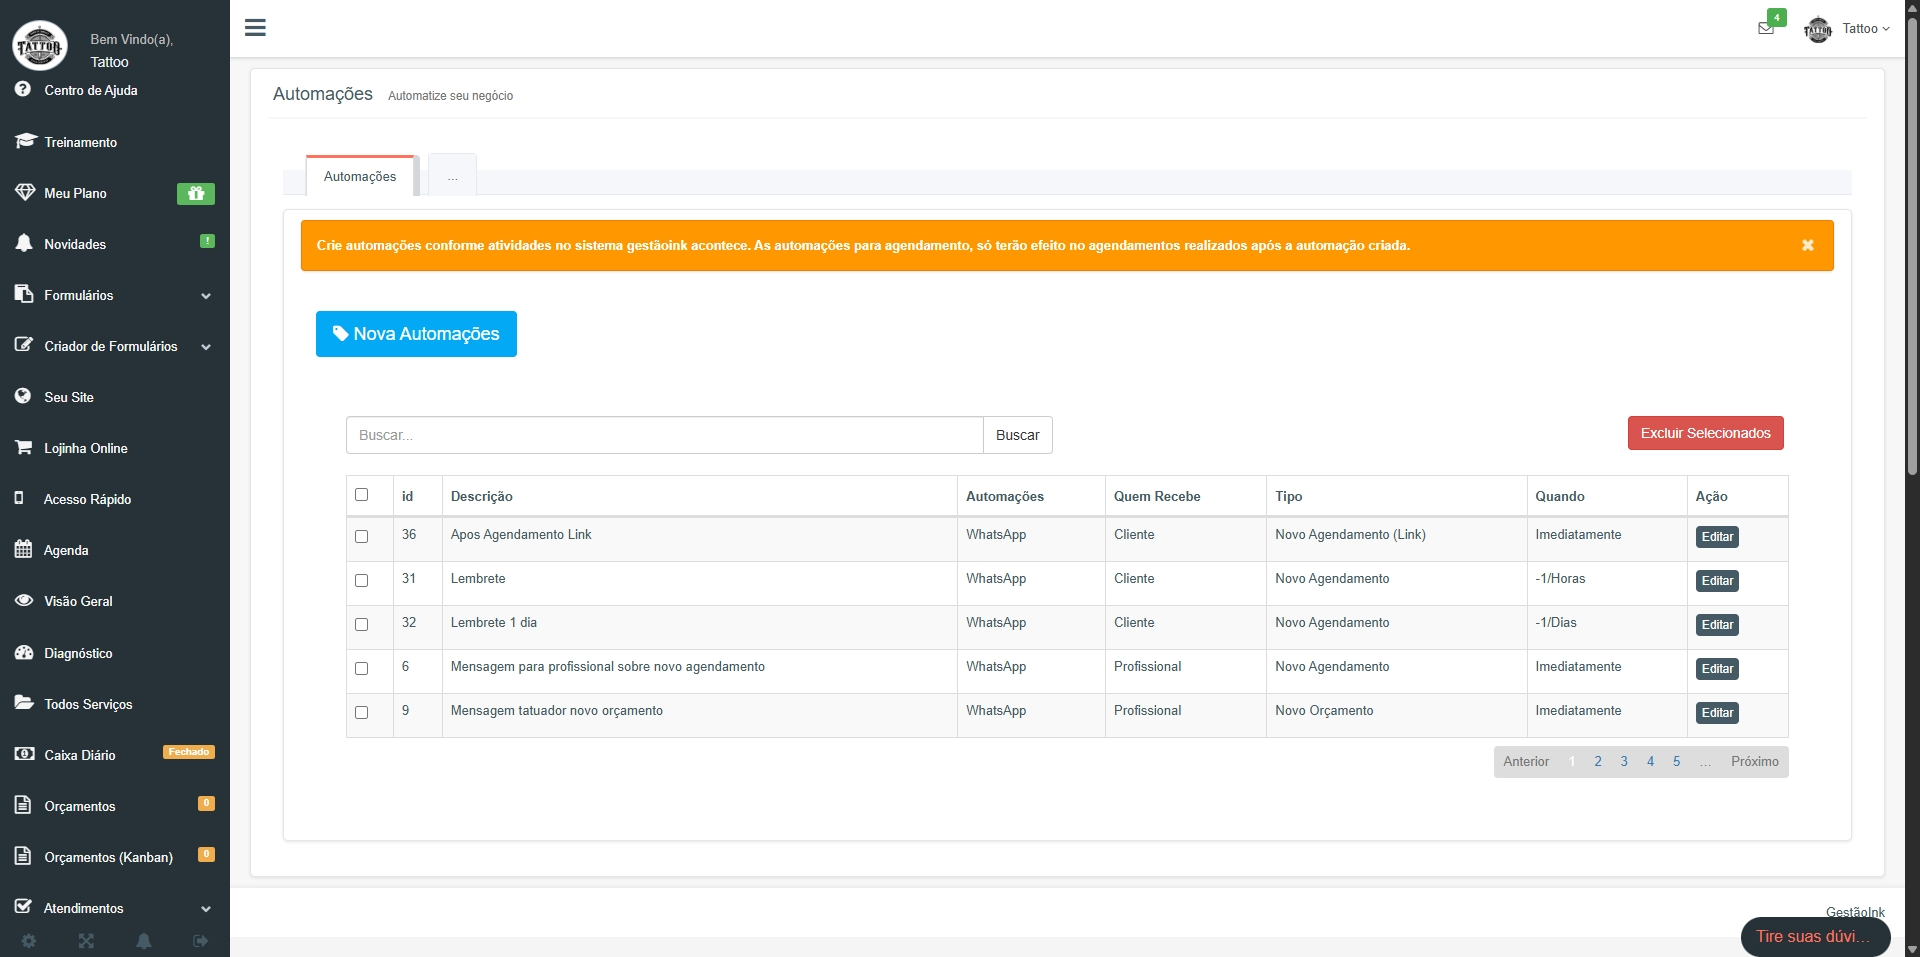 TATTOO
Bem Vindo(a),
Tattoo
Centro de Ajuda
Treinamento
Meu Plano
Novidades
!
Formulários
Criador de Formulários
Seu Site
Lojinha Online
Acesso Rápido
Agenda
Visão Geral
Diagnóstico
Todos Serviços
Caixa Diário
Fechado
Orçamentos
0
Orçamentos (Kanban)
0
Atendimentos
4
TATTOO
Tattoo
Automações Automatize seu negócio
Automações
...
Crie automações conforme atividades no sistema gestãoink acontece. As automações para agendamento, só terão efeito no agendamentos realizados após a automação criada.
Nova Automações
Buscar...
Buscar
Excluir Selecionados
id Descrição Automações Quem Recebe Tipo Quando Ação
36 Apos Agendamento Link WhatsApp Cliente Novo Agendamento (Link) Imediatamente Editar
31 Lembrete WhatsApp Cliente Novo Agendamento -1/Horas Editar
32 Lembrete 1 dia WhatsApp Cliente Novo Agendamento -1/Dias Editar
6 Mensagem para profissional sobre novo agendamento WhatsApp Profissional Novo Agendamento Imediatamente Editar
9 Mensagem tatuador novo orçamento WhatsApp Profissional Novo Orçamento Imediatamente Editar
Anterior 1 2 3 4 5 ... Próximo
GestãoInk
Tire suas dúvi...